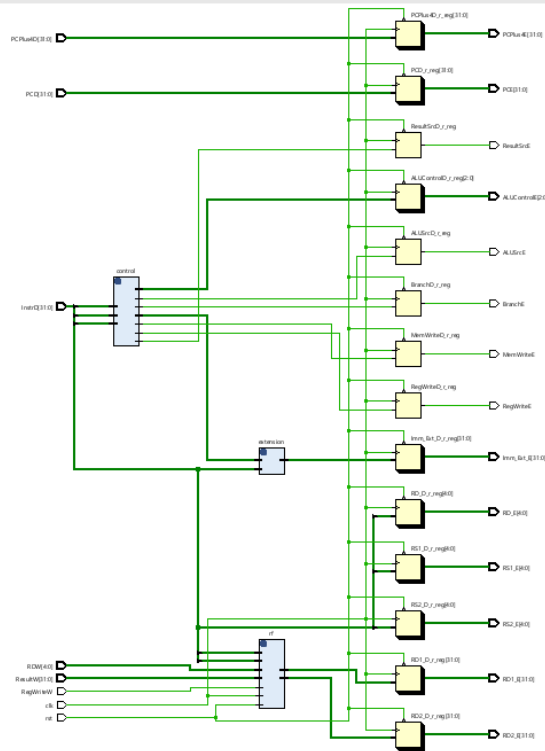 PCPlus4D_r_reg[31:0]
PCPlus4D[31:0]
PCPlus4E[31:0]
PCD_r_reg[31:0]
PCD[31:0]
PCE[31:0]
ResultSrcD_r_reg
ResultSrcE
ALUControlD_r_reg[2:0]
ALUControlE[2:0
ALUSrcD_r_reg
ALUSrcE
control
BranchD_r_reg
BranchE
InstrD[31:0]
MemWriteD_r_reg
MemWriteE
RegWriteD_r_reg
RegWriteE
extension
Imm_Ext_D_r_reg[31:0]
Imm_Ext_E[31:0]
RD_D_r_reg[4:0]
RD_E[4:0]
RS1_D_r_reg[4:0]
RS1_E[4:0]
RS2_D_r_reg[4:0]
RS2_E[4:0]
rf
RD1_D_r_reg[31:0]
RDW[4:0]
ResultW[31:0]
RD1_E[31:0]
RegWriteW
clk
rst
RD2_D_r_reg[31:0]
RD2_E[31:0]